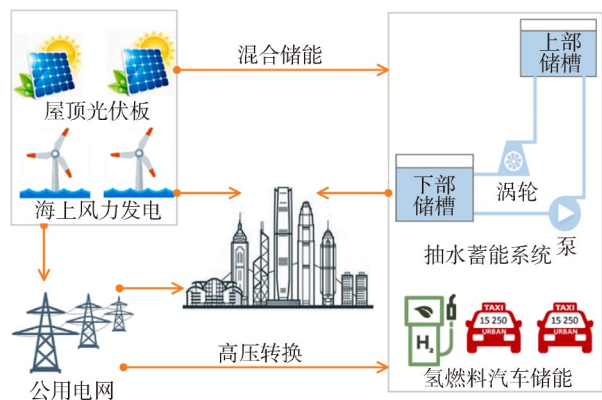 混合储能
上部
储槽
屋顶光伏板
涡轮
下部
储槽
海上风力发电
泵
抽水蓄能系统
TAXI
15 250
URBAN
TAXI
15 250
URBAN
H₂
高压转换
公用电网
氢燃料汽车储能